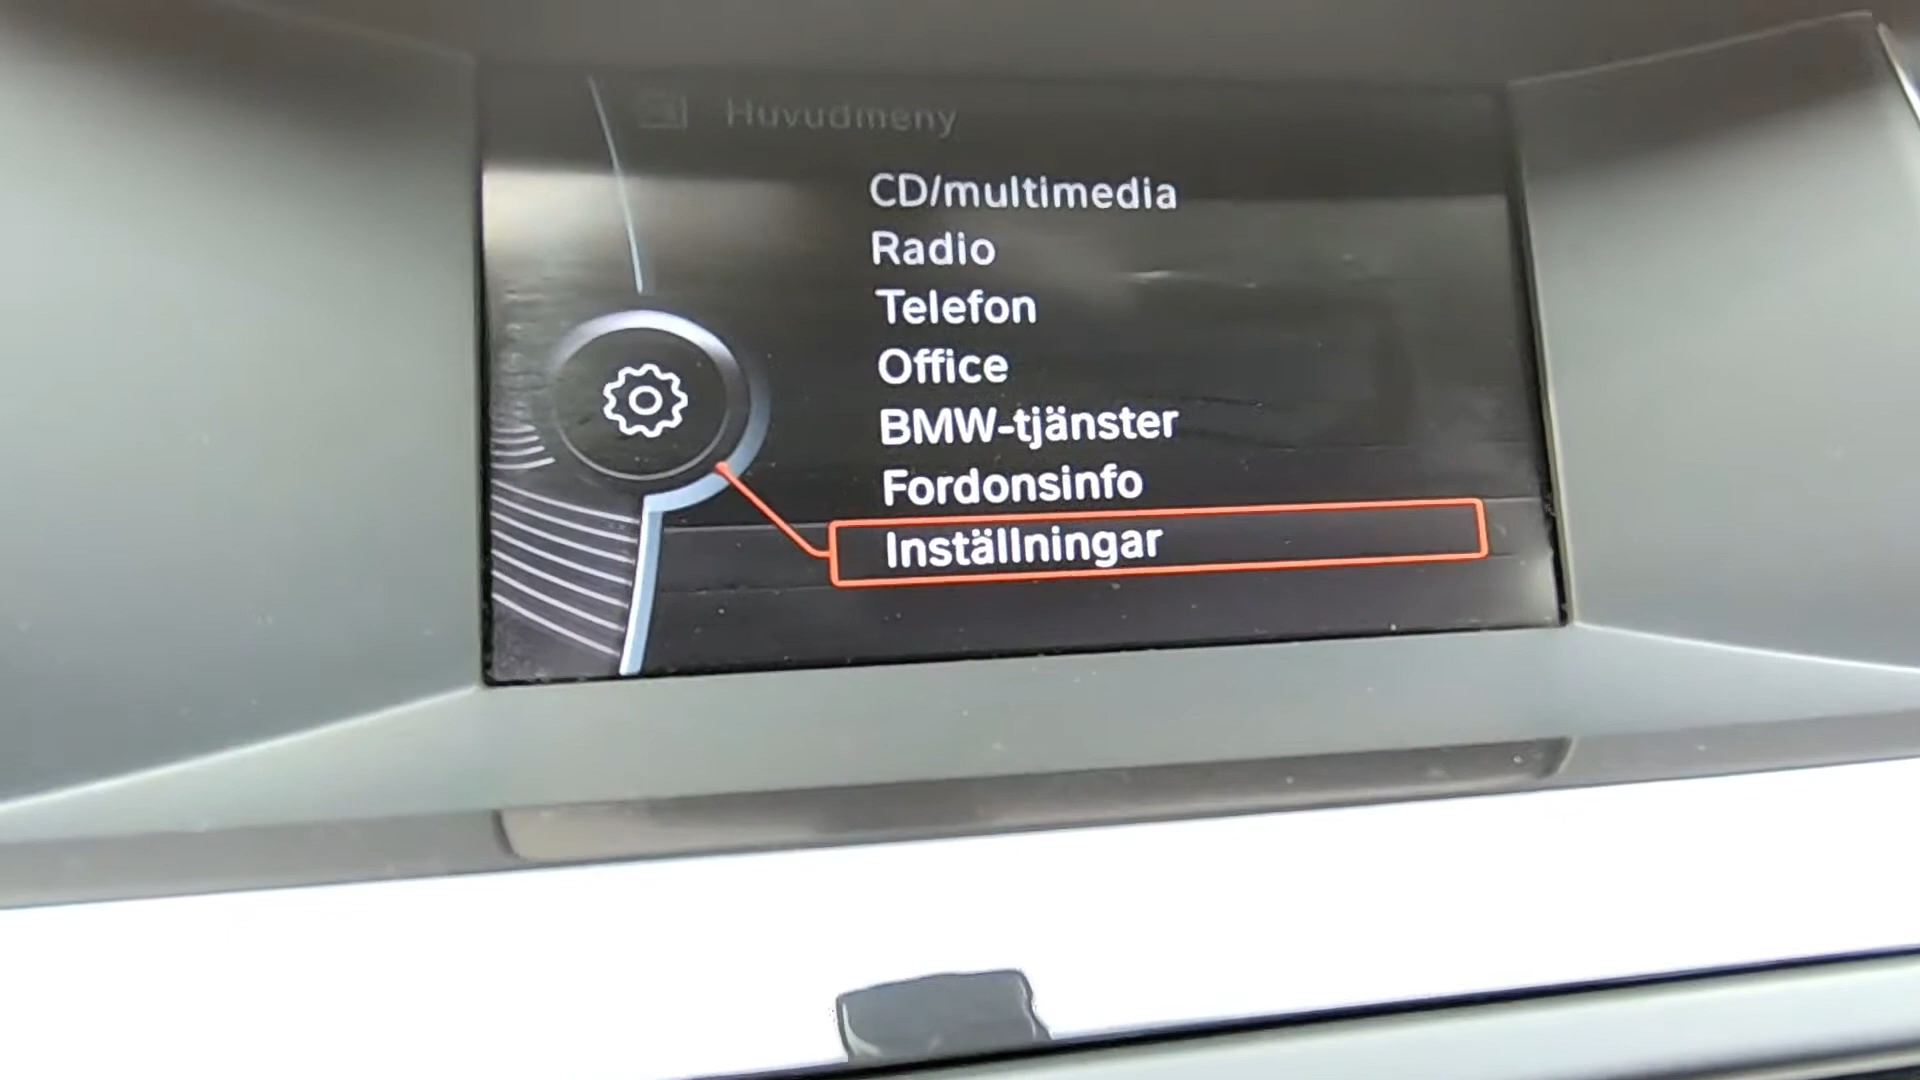 Huvudmeny
CD/multimedia
Radio
Telefon
Office
BMW-tjänster
Fordonsinfo
Inställningar